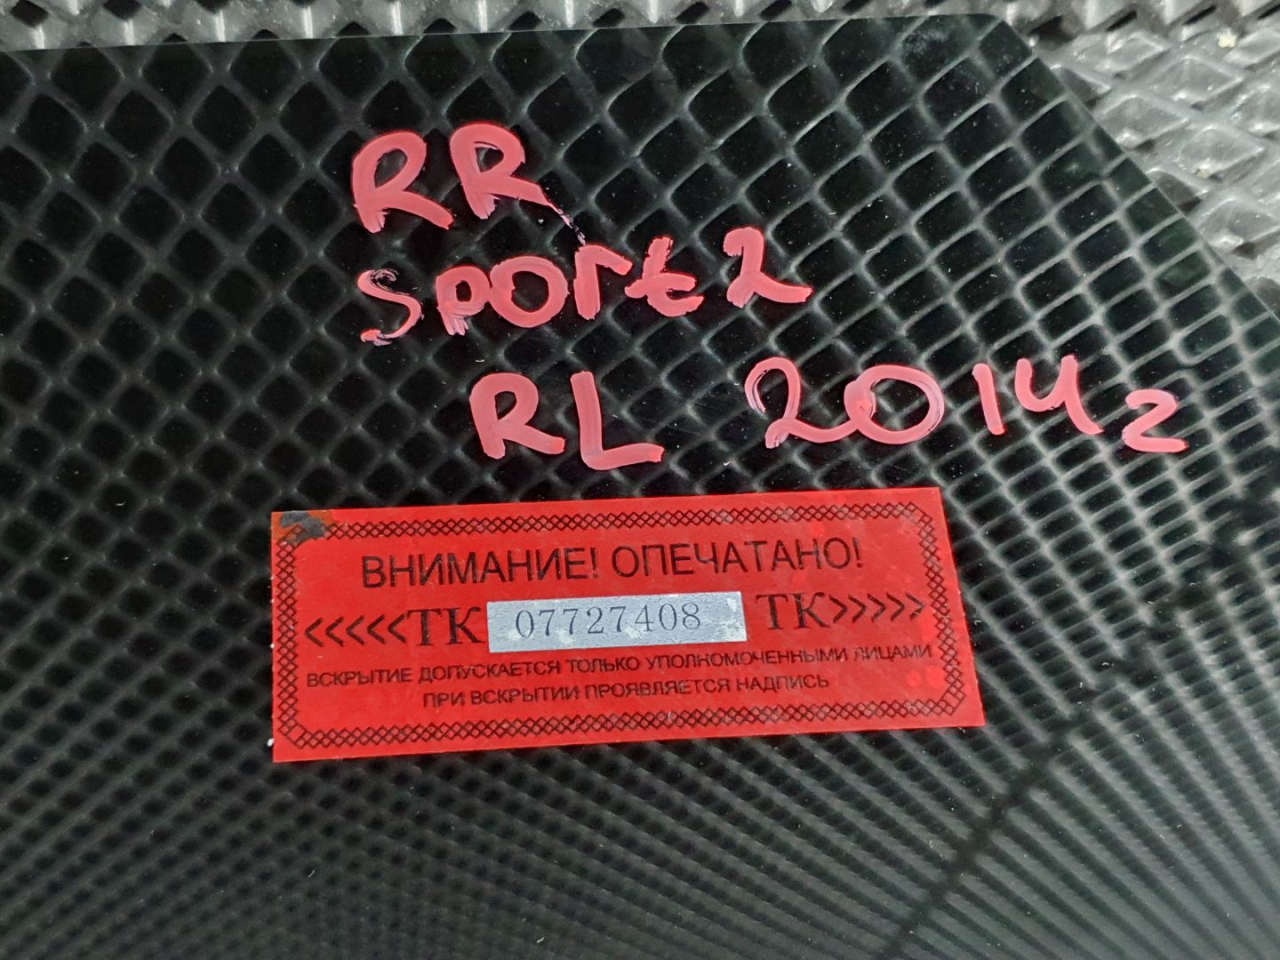 RR
Sport 2
RL 2014г
ВНИМАНИЕ! ОПЕЧАТАНО!
<<<<<ТК 07727408 ТК>>>>>
ВСКРЫТИЕ ДОПУСКАЕТСЯ ТОЛЬКО УПОЛНОМОЧЕННЫМИ ЛИЦАМИ
ПРИ ВСКРЫТИИ ПРОЯВЛЯЕТСЯ НАДПИСЬ